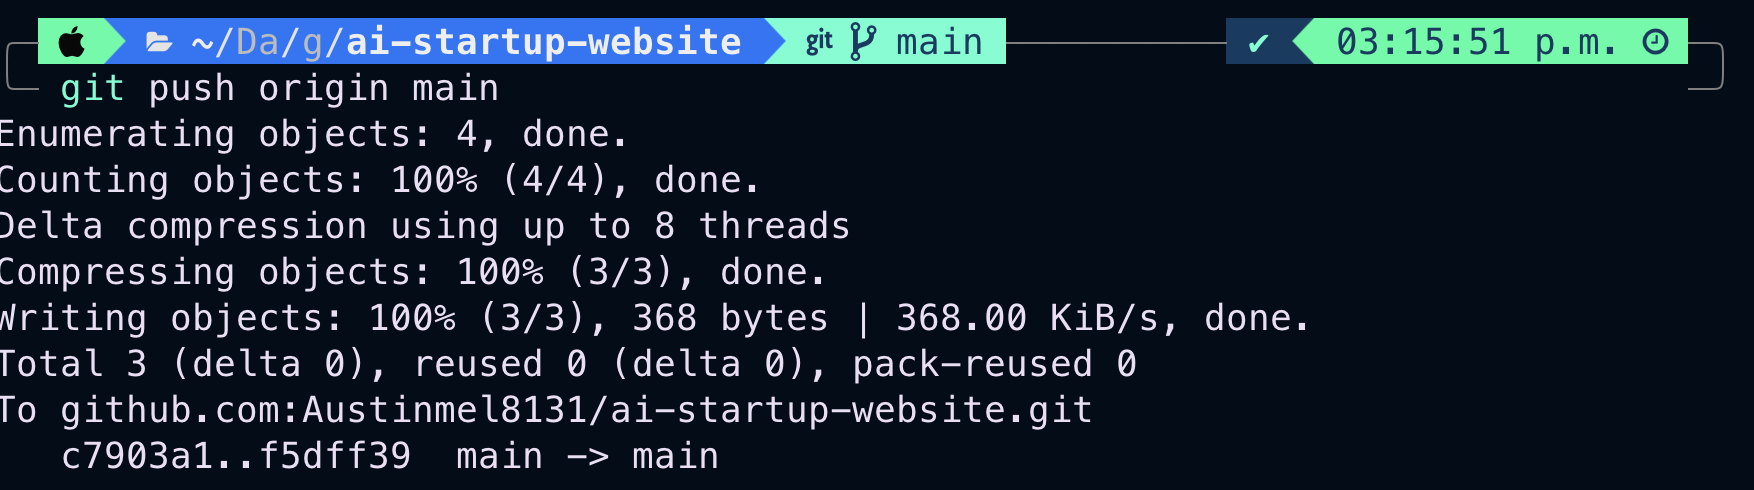 ~/Da/g/ai-startup-website git main ✔ 03:15:51 p.m.
git push origin main
Enumerating objects: 4, done.
Counting objects: 100% (4/4), done.
Delta compression using up to 8 threads
Compressing objects: 100% (3/3), done.
Writing objects: 100% (3/3), 368 bytes | 368.00 KiB/s, done.
Total 3 (delta 0), reused 0 (delta 0), pack-reused 0
To github.com:Austinmel8131/ai-startup-website.git
c7903a1..f5dff39  main -> main